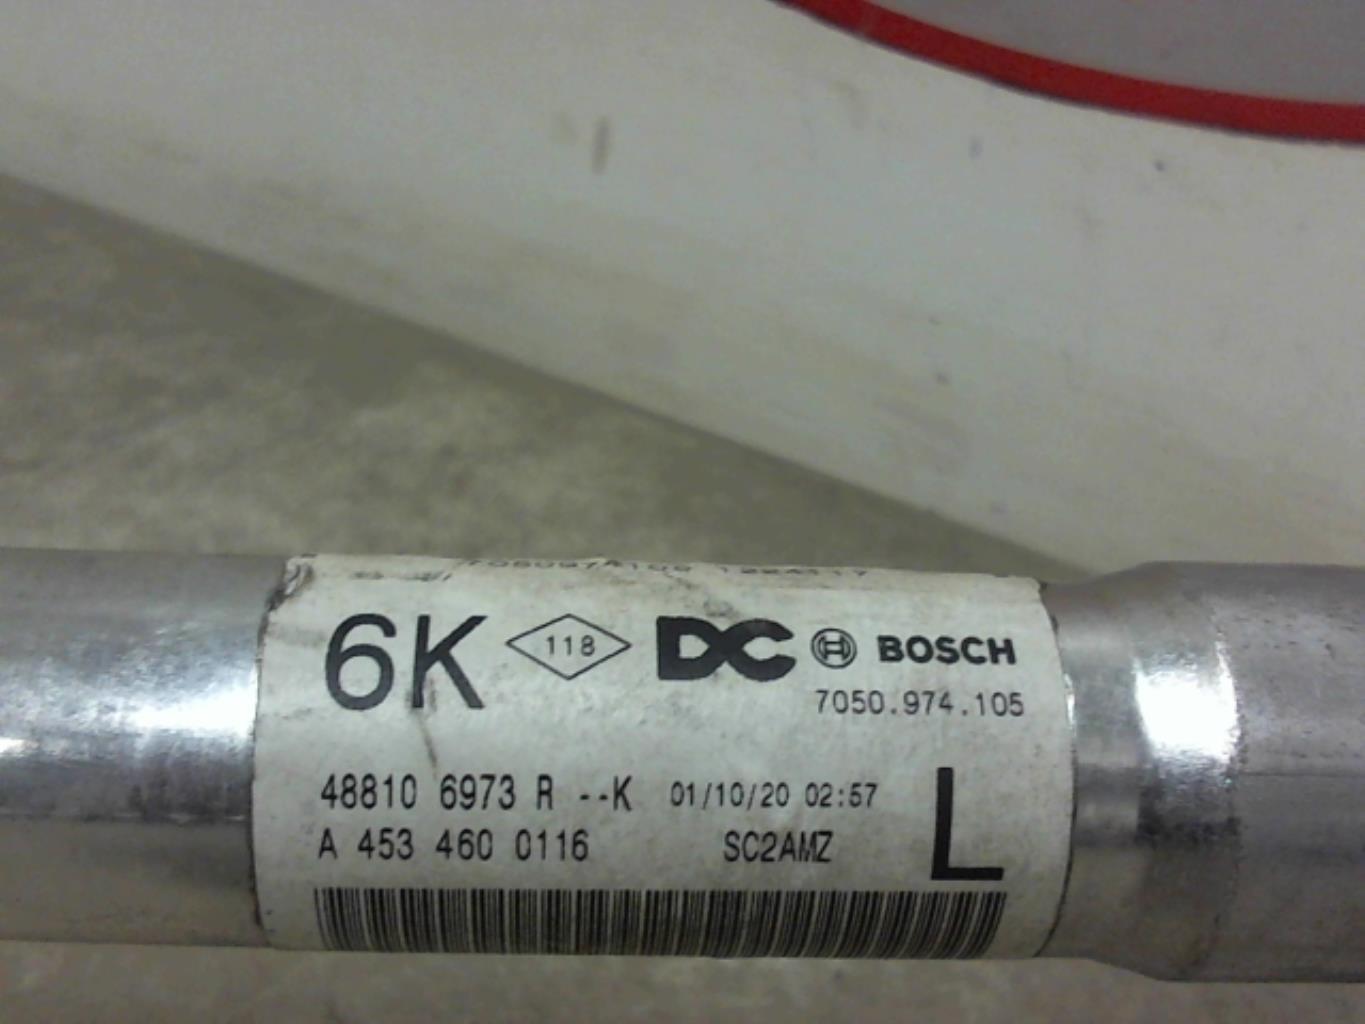 6K 118 DC BOSCH
7050.974.105
48810 6973 R --K 01/10/20 02:57
A 453 460 0116 SC2AMZ L